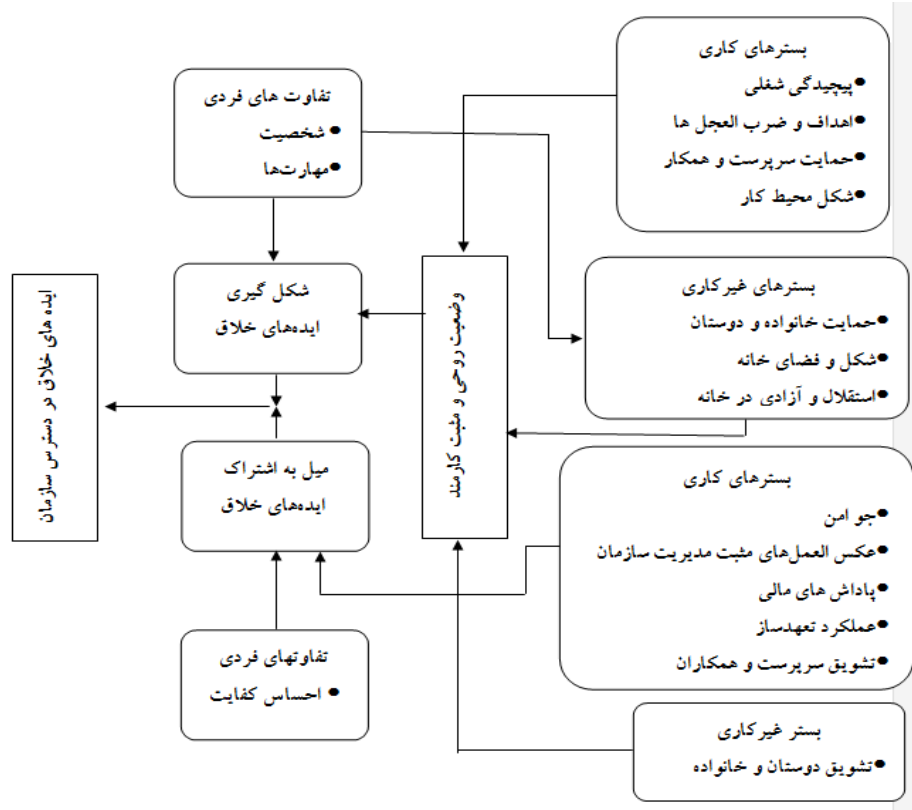 بسترهای کاری
●پیچیدگی شغلی
●اهداف و ضرب العجل ها
●حمایت سرپرست و همکار
●شکل محیط کار
تفاوت های فردی
● شخصیت
●مهارت‌ها
بسترهای غیرکاری
●حمایت خانواده و دوستان
●شکل و فضای خانه
●استقلال و آزادی در خانه
شکل گیری
ایده‌های خلاق
وضعیت روحی و مثبت کارمند
ایده های خلاق در دسترس سازمان
میل به اشتراک
ایده‌های خلاق
بسترهای کاری
●جو امن
●عکس العمل‌های مثبت مدیریت سازمان
●پاداش های مالی
●عملکرد تعهدساز
●تشویق سرپرست و همکاران
تفاوتهای فردی
● احساس کفایت
بستر غیرکاری
●تشویق دوستان و خانواده